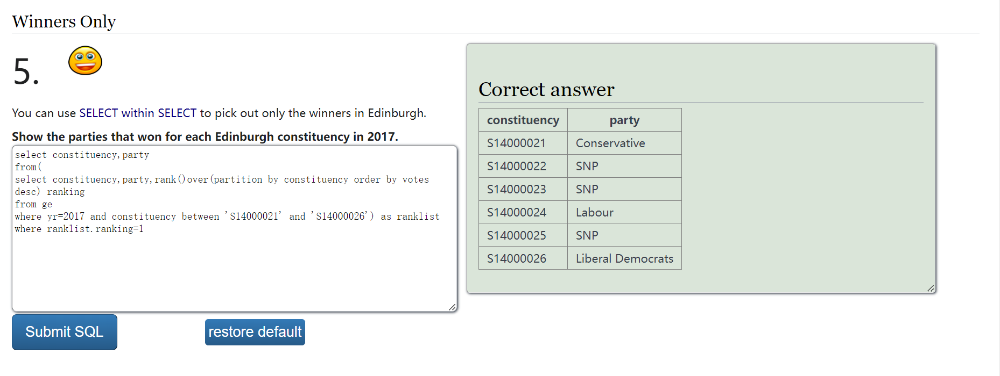 Winners Only
5.
You can use SELECT within SELECT to pick out only the winners in Edinburgh.
Show the parties that won for each Edinburgh constituency in 2017.
select constituency,party
from(
select constituency,party,rank()over(partition by constituency order by votes
desc) ranking
from ge
where yr=2017 and constituency between 'S14000021' and 'S14000026') as ranklist
where ranklist.ranking=1
Submit SQL
restore default
Correct answer
constituency party
S14000021 Conservative
S14000022 SNP
S14000023 SNP
S14000024 Labour
S14000025 SNP
S14000026 Liberal Democrats